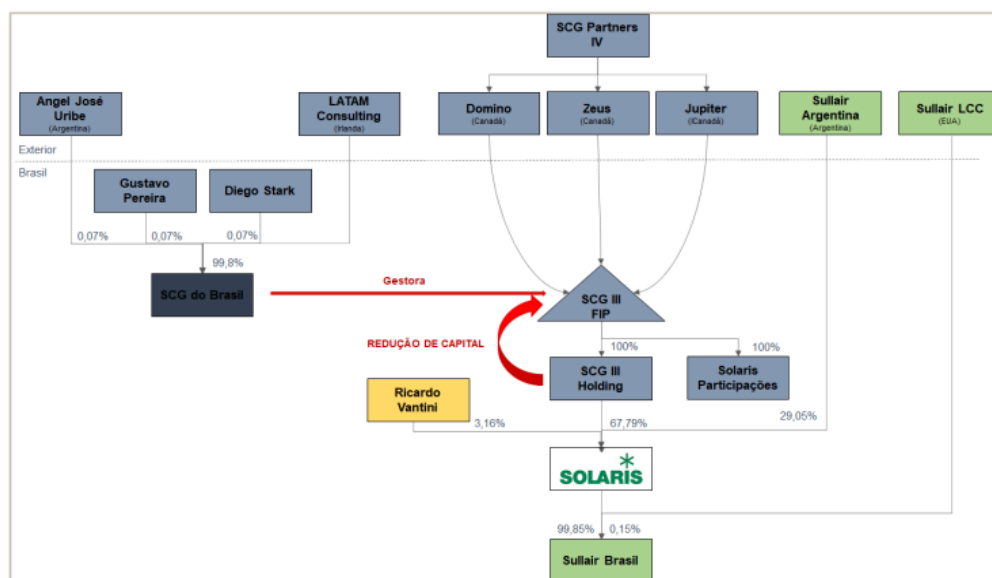 SCG Partners
IV
Angel José
Uribe
(Argentina)
LATAM
Consulting
(Irlanda)
Domino
(Canadá)
Zeus
(Canadá)
Jupiter
(Canadá)
Sullair
Argentina
(Argentina)
Sullair LCC
(EUA)
Exterior
Brasil
Gustavo
Pereira
Diego Stark
0,07%
0,07%
0,07%
99,8%
SCG do Brasil
Gestora
SCG III
FIP
REDUÇÃO DE CAPITAL
100%
100%
SCG III
Holding
Solaris
Participações
Ricardo
Vantini
3,16%
67,79%
29,05%
SOLARIS
99,85%
0,15%
Sullair Brasil